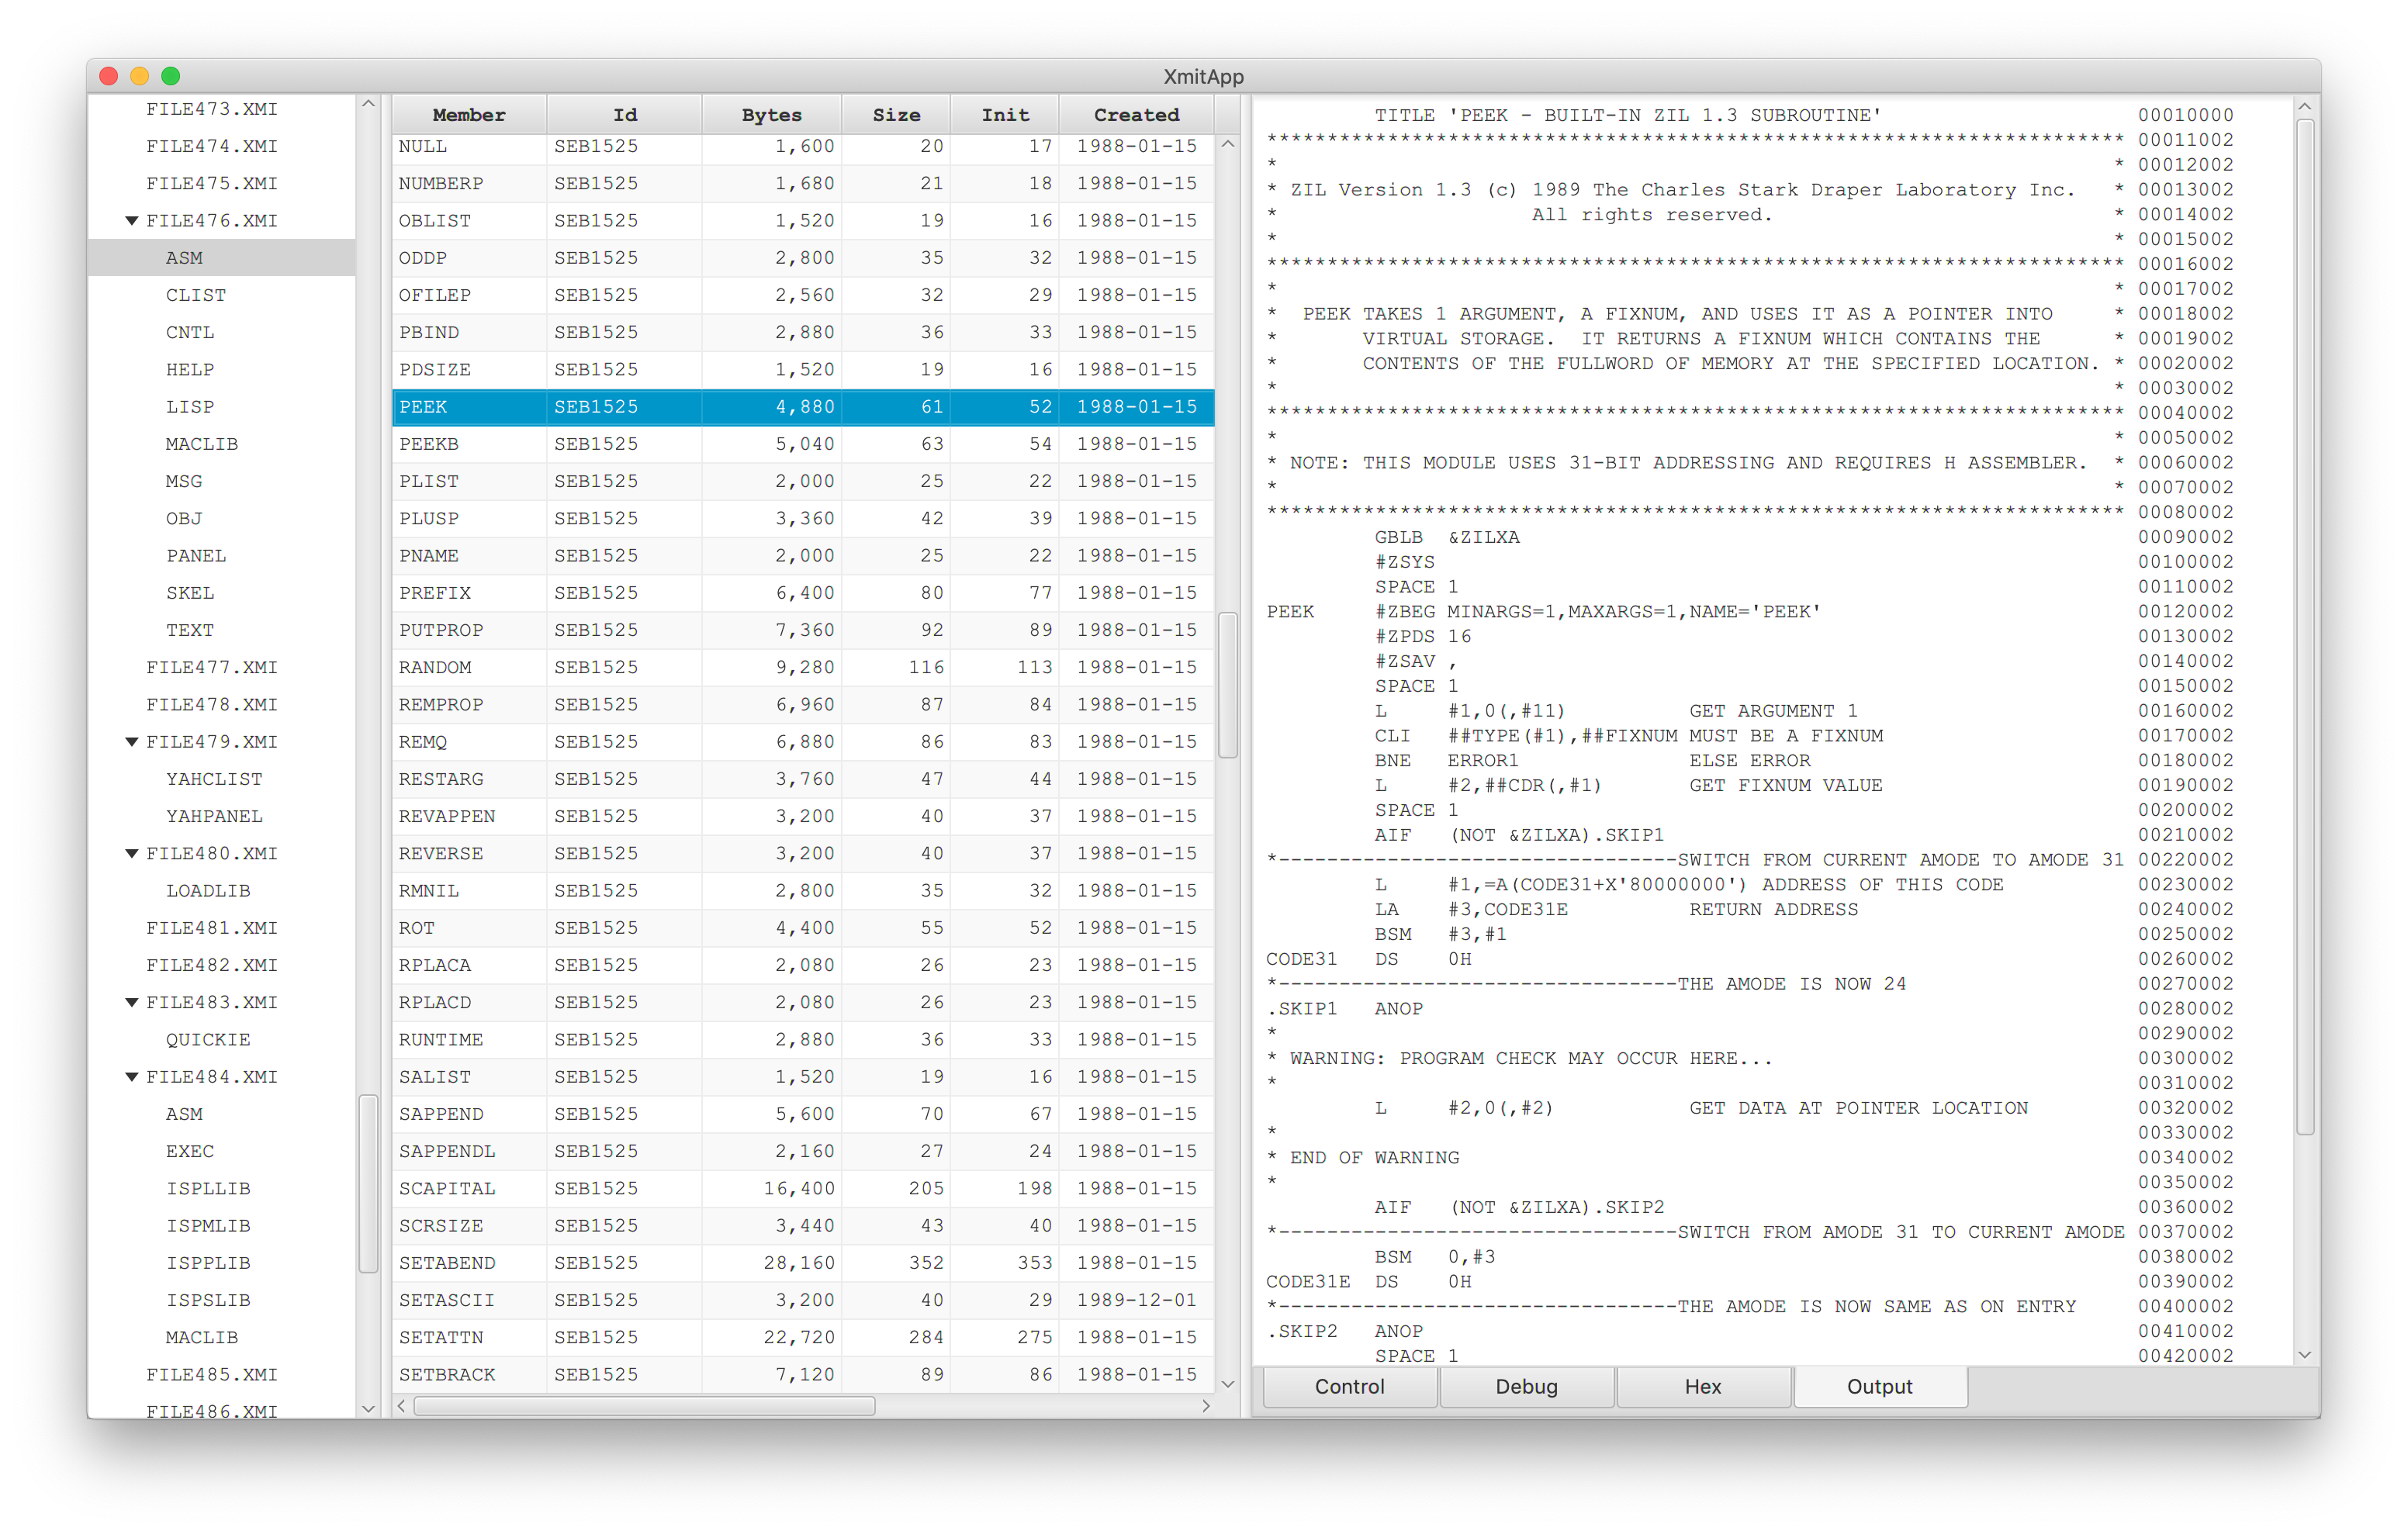 XmitApp
FILE473.XMI
FILE474.XMI
FILE475.XMI
FILE476.XMI
ASM
CLIST
CNTL
HELP
LISP
MACLIB
MSG
OBJ
PANEL
SKEL
TEXT
FILE477.XMI
FILE478.XMI
FILE479.XMI
YAHCLIST
YAHPANEL
FILE480.XMI
LOADLIB
FILE481.XMI
FILE482.XMI
FILE483.XMI
QUICKIE
FILE484.XMI
ASM
EXEC
ISPLLIB
ISPMLIB
ISPPLIB
ISPSLIB
MACLIB
FILE485.XMI
FILE486.XMI
Member Id Bytes Size Init Created
NULL SEB1525 1,600 20 17 1988-01-15
NUMBERP SEB1525 1,680 21 18 1988-01-15
OBLIST SEB1525 1,520 19 16 1988-01-15
ODDP SEB1525 2,800 35 32 1988-01-15
OFILEP SEB1525 2,560 32 29 1988-01-15
PBIND SEB1525 2,880 36 33 1988-01-15
PDSIZE SEB1525 1,520 19 16 1988-01-15
PEEK SEB1525 4,880 61 52 1988-01-15
PEEKB SEB1525 5,040 63 54 1988-01-15
PLIST SEB1525 2,000 25 22 1988-01-15
PLUSP SEB1525 3,360 42 39 1988-01-15
PNAME SEB1525 2,000 25 22 1988-01-15
PREFIX SEB1525 6,400 80 77 1988-01-15
PUTPROP SEB1525 7,360 92 89 1988-01-15
RANDOM SEB1525 9,280 116 113 1988-01-15
REMPROP SEB1525 6,960 87 84 1988-01-15
REMQ SEB1525 6,880 86 83 1988-01-15
RESTARG SEB1525 3,760 47 44 1988-01-15
REVAPPEN SEB1525 3,200 40 37 1988-01-15
REVERSE SEB1525 3,200 40 37 1988-01-15
RMNIL SEB1525 2,800 35 32 1988-01-15
ROT SEB1525 4,400 55 52 1988-01-15
RPLACA SEB1525 2,080 26 23 1988-01-15
RPLACD SEB1525 2,080 26 23 1988-01-15
RUNTIME SEB1525 2,880 36 33 1988-01-15
SALIST SEB1525 1,520 19 16 1988-01-15
SAPPEND SEB1525 5,600 70 67 1988-01-15
SAPPENDL SEB1525 2,160 27 24 1988-01-15
SCAPITAL SEB1525 16,400 205 198 1988-01-15
SCRSIZE SEB1525 3,440 43 40 1988-01-15
SETABEND SEB1525 28,160 352 353 1988-01-15
SETASCII SEB1525 3,200 40 29 1989-12-01
SETATTN SEB1525 22,720 284 275 1988-01-15
SETBRACK SEB1525 7,120 89 86 1988-01-15
TITLE 'PEEK - BUILT-IN ZIL 1.3 SUBROUTINE' 00010000
*********************************************************************** 00011002
* * 00012002
* ZIL Version 1.3 (c) 1989 The Charles Stark Draper Laboratory Inc. * 00013002
* All rights reserved. * 00014002
* * 00015002
*********************************************************************** 00016002
* * 00017002
* PEEK TAKES 1 ARGUMENT, A FIXNUM, AND USES IT AS A POINTER INTO * 00018002
* VIRTUAL STORAGE. IT RETURNS A FIXNUM WHICH CONTAINS THE * 00019002
* CONTENTS OF THE FULLWORD OF MEMORY AT THE SPECIFIED LOCATION. * 00020002
* * 00030002
*********************************************************************** 00040002
* * 00050002
* NOTE: THIS MODULE USES 31-BIT ADDRESSING AND REQUIRES H ASSEMBLER. * 00060002
* * 00070002
*********************************************************************** 00080002
GBLB &ZILXA 00090002
#ZSYS 00100002
SPACE 1 00110002
PEEK #ZBEG MINARGS=1,MAXARGS=1,NAME='PEEK' 00120002
#ZPDS 16 00130002
#ZSAV , 00140002
SPACE 1 00150002
L #1,0(,#11) GET ARGUMENT 1 00160002
CLI ##TYPE(#1),##FIXNUM MUST BE A FIXNUM 00170002
BNE ERROR1 ELSE ERROR 00180002
L #2,##CDR(,#1) GET FIXNUM VALUE 00190002
SPACE 1 00200002
AIF (NOT &ZILXA).SKIP1 00210002
*---------------------------------SWITCH FROM CURRENT AMODE TO AMODE 31 00220002
L #1,=A(CODE31+X'80000000') ADDRESS OF THIS CODE 00230002
LA #3,CODE31E RETURN ADDRESS 00240002
BSM #3,#1 00250002
CODE31 DS 0H 00260002
*---------------------------------THE AMODE IS NOW 24 00270002
.SKIP1 ANOP 00280002
* 00290002
* WARNING: PROGRAM CHECK MAY OCCUR HERE... 00300002
* 00310002
L #2,0(,#2) GET DATA AT POINTER LOCATION 00320002
* 00330002
* END OF WARNING 00340002
* 00350002
AIF (NOT &ZILXA).SKIP2 00360002
*---------------------------------SWITCH FROM AMODE 31 TO CURRENT AMODE 00370002
BSM 0,#3 00380002
CODE31E DS 0H 00390002
*---------------------------------THE AMODE IS NOW SAME AS ON ENTRY 00400002
.SKIP2 ANOP 00410002
SPACE 1 00420002
Control Debug Hex Output